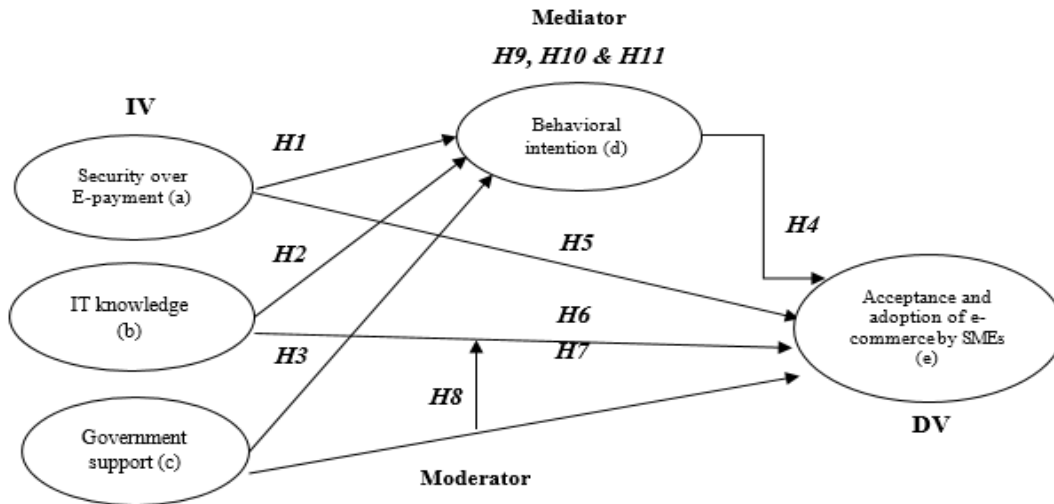 Mediator
H9, H10 & H11
IV
Behavioral
intention (d)
H1
Security over
E-payment (a)
H4
H5
H2
IT knowledge
(b)
H6
Acceptance and
adoption of e-
commerce by SMEs
(e)
H3
H7
H8
DV
Government
support (c)
Moderator